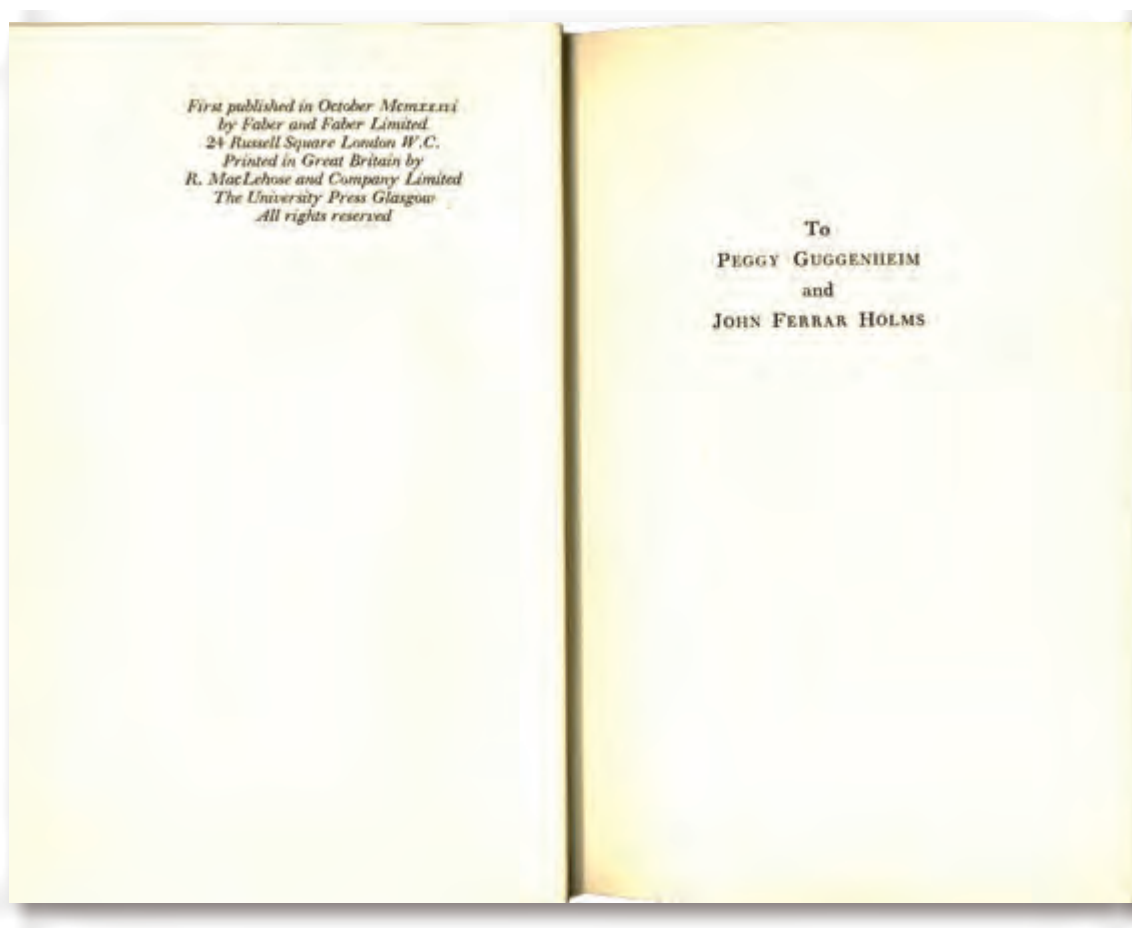 First published in October Mcmxxxvi
by Faber and Faber Limited
24 Russell Square London W.C.
Printed in Great Britain by
R. MacLehose and Company Limited
The University Press Glasgow
All rights reserved
To
PEGGY GUGGENHEIM
and
JOHN FERRAR HOLMS